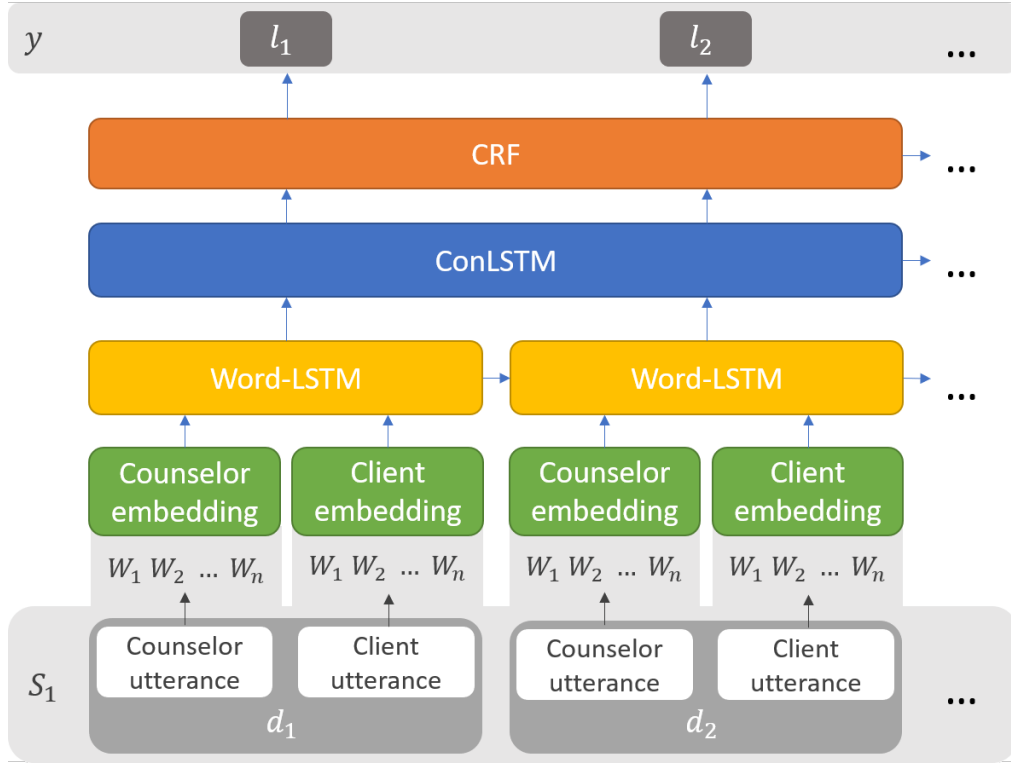 y l₁ l₂ ...
CRF ...
ConLSTM ...
Word-LSTM Word-LSTM ...
Counselor embedding Client embedding Counselor embedding Client embedding
W₁ W₂ ... Wₙ W₁ W₂ ... Wₙ W₁ W₂ ... Wₙ W₁ W₂ ... Wₙ
Counselor utterance Client utterance Counselor utterance Client utterance
S₁ ...
d₁ d₂